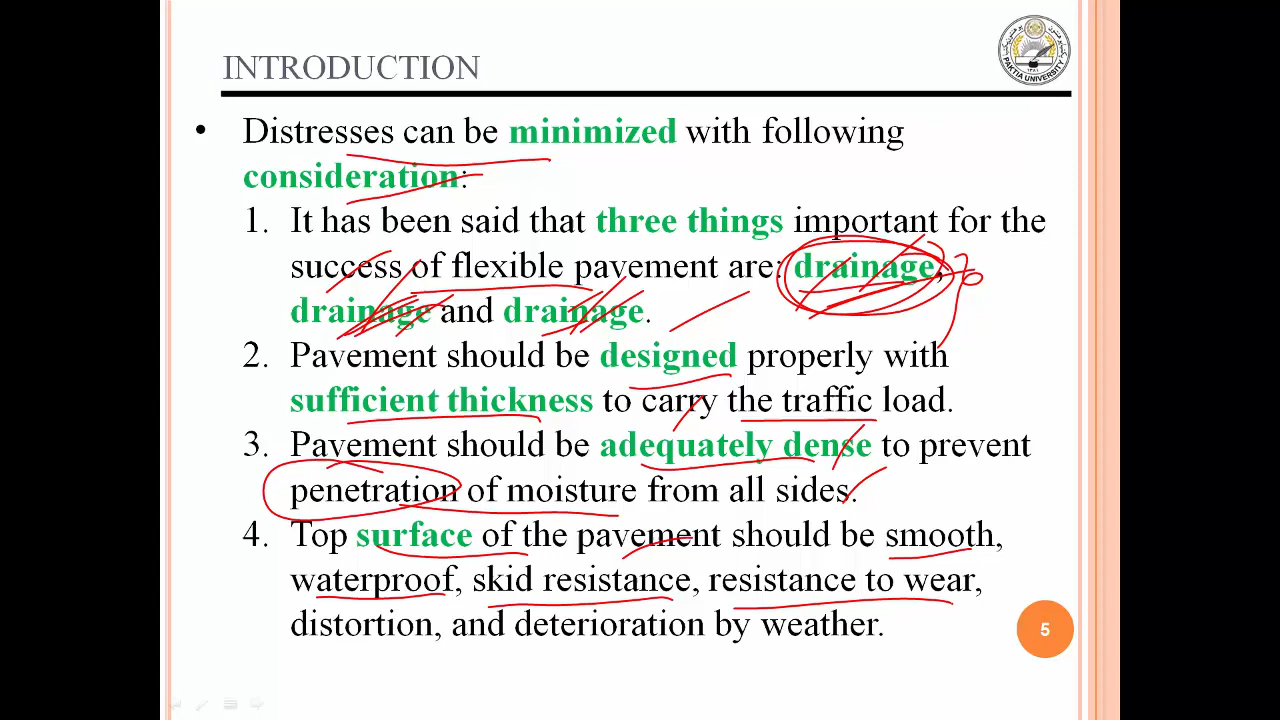 INTRODUCTION
PAKTIA UNIVERSITY
• Distresses can be minimized with following
consideration:
1. It has been said that three things important for the
success of flexible pavement are: drainage,
drainage and drainage.
2. Pavement should be designed properly with
sufficient thickness to carry the traffic load.
3. Pavement should be adequately dense to prevent
penetration of moisture from all sides.
4. Top surface of the pavement should be smooth,
waterproof, skid resistance, resistance to wear,
distortion, and deterioration by weather.
5